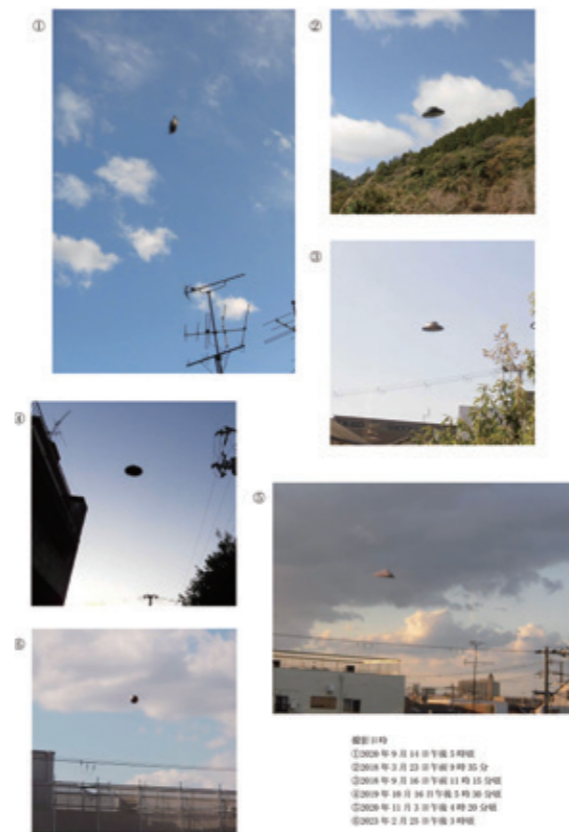 ①
②
③
④
⑤
⑥
撮影日時
①2020年9月14日午後5時頃
②2018年3月23日午前9時35分
③2018年9月16日午前11時15分頃
④2019年10月16日午後5時30分頃
⑤2020年11月3日午後4時20分頃
⑥2023年2月25日午後3時頃